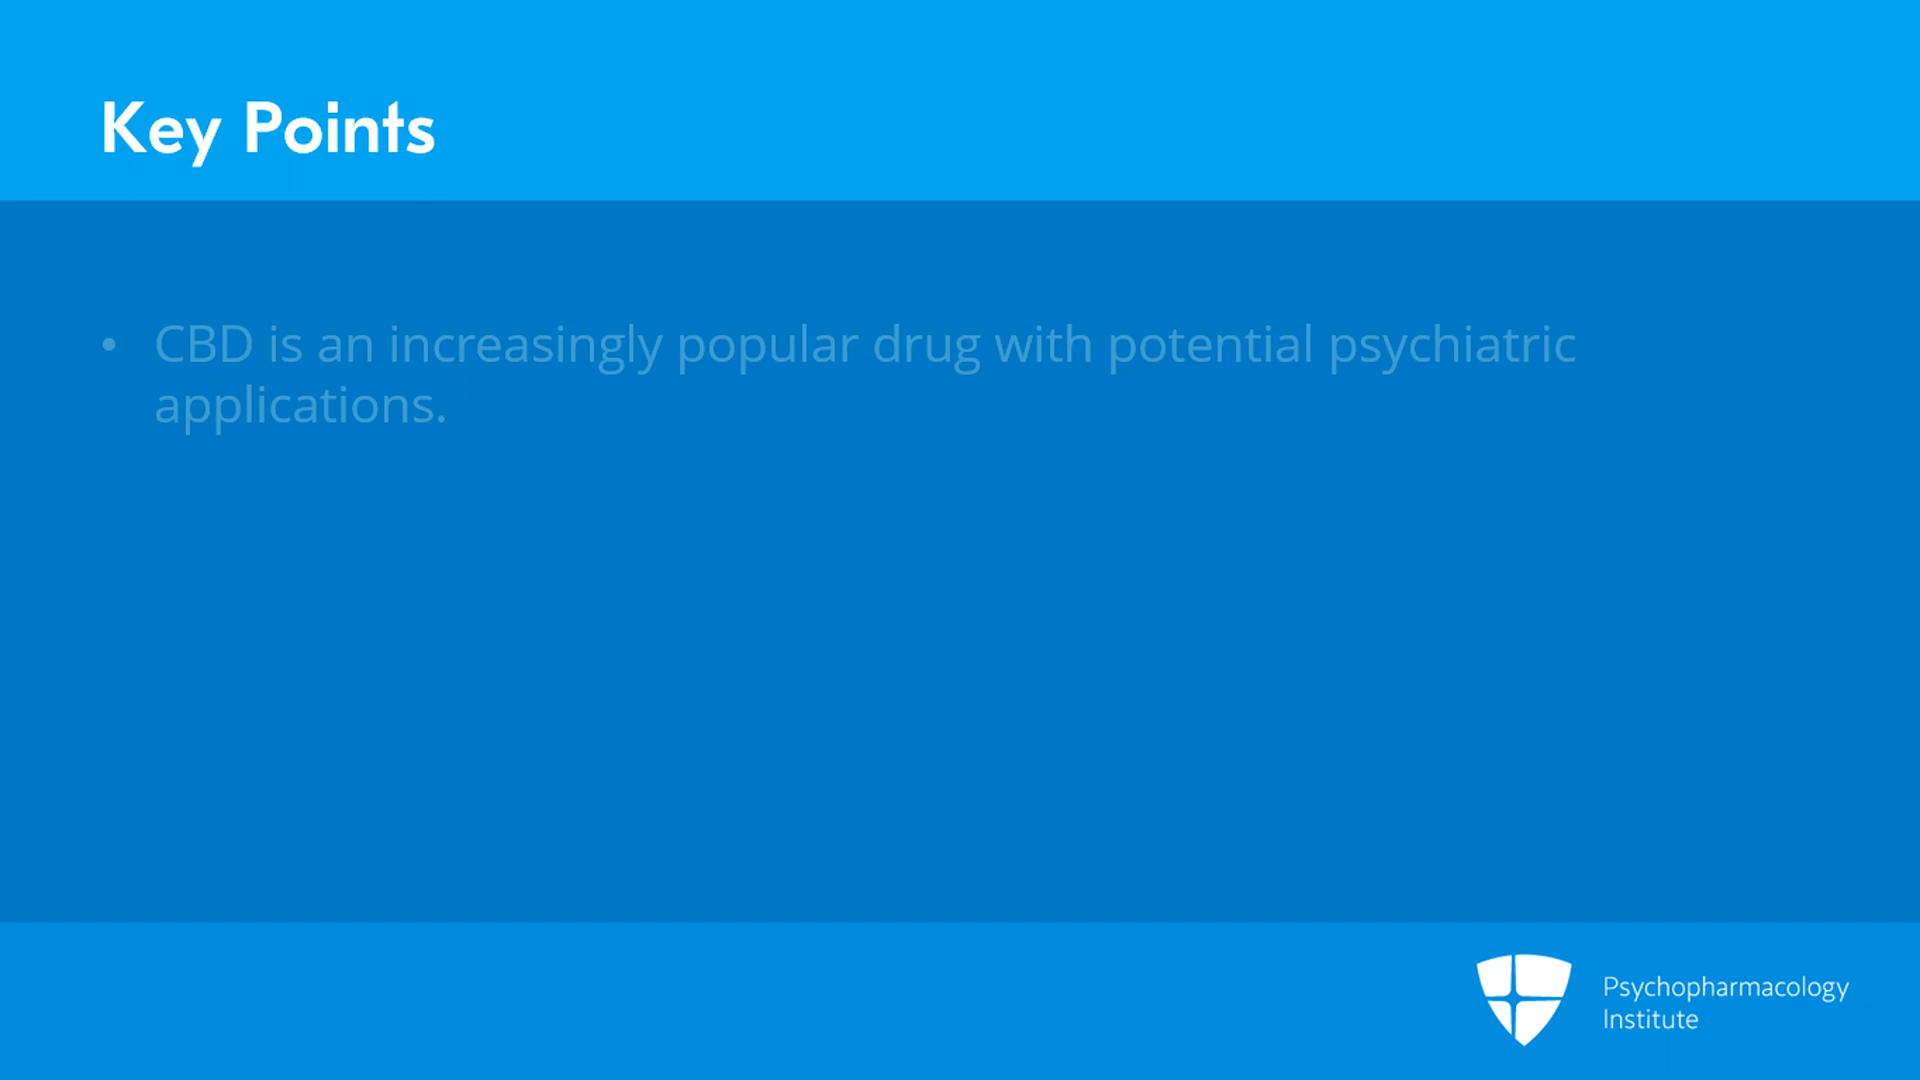 Key Points
• CBD is an increasingly popular drug with potential psychiatric
applications.
Psychopharmacology
Institute